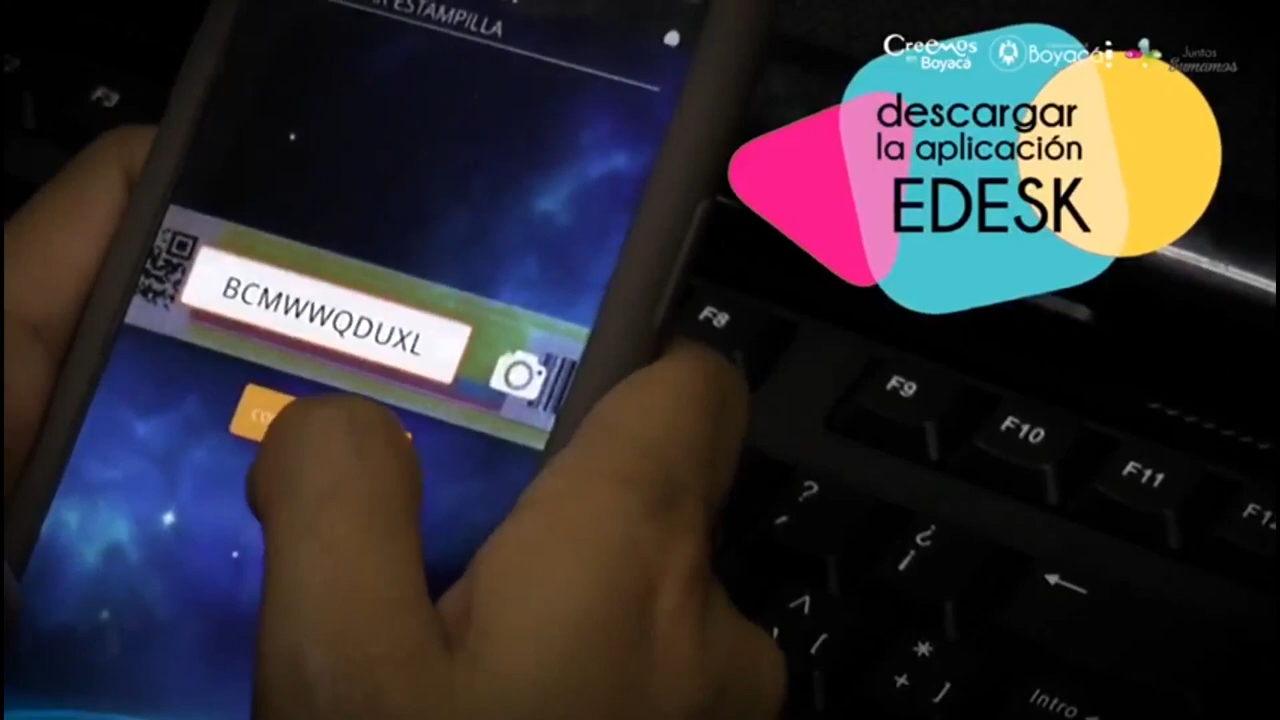 ESTAMPILLA
BCMWWQDUXL
Creemos
en
Boyacá
Boyacá
Juntos
Sumamos
descargar
la aplicación
EDESK
F8
F9
F10
F11
?
¿
¡
←
^
[
*
+
]
Intro